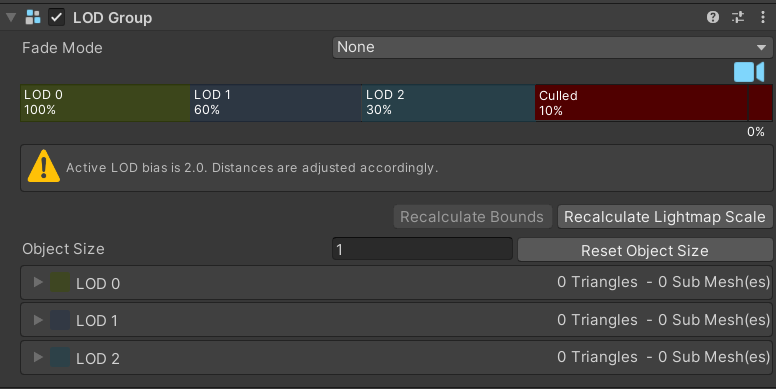 LOD Group
Fade Mode None
LOD 0 LOD 1 LOD 2 Culled
100% 60% 30% 10%
0%
Active LOD bias is 2.0. Distances are adjusted accordingly.
Recalculate Bounds Recalculate Lightmap Scale
Object Size 1 Reset Object Size
LOD 0 0 Triangles - 0 Sub Mesh(es)
LOD 1 0 Triangles - 0 Sub Mesh(es)
LOD 2 0 Triangles - 0 Sub Mesh(es)